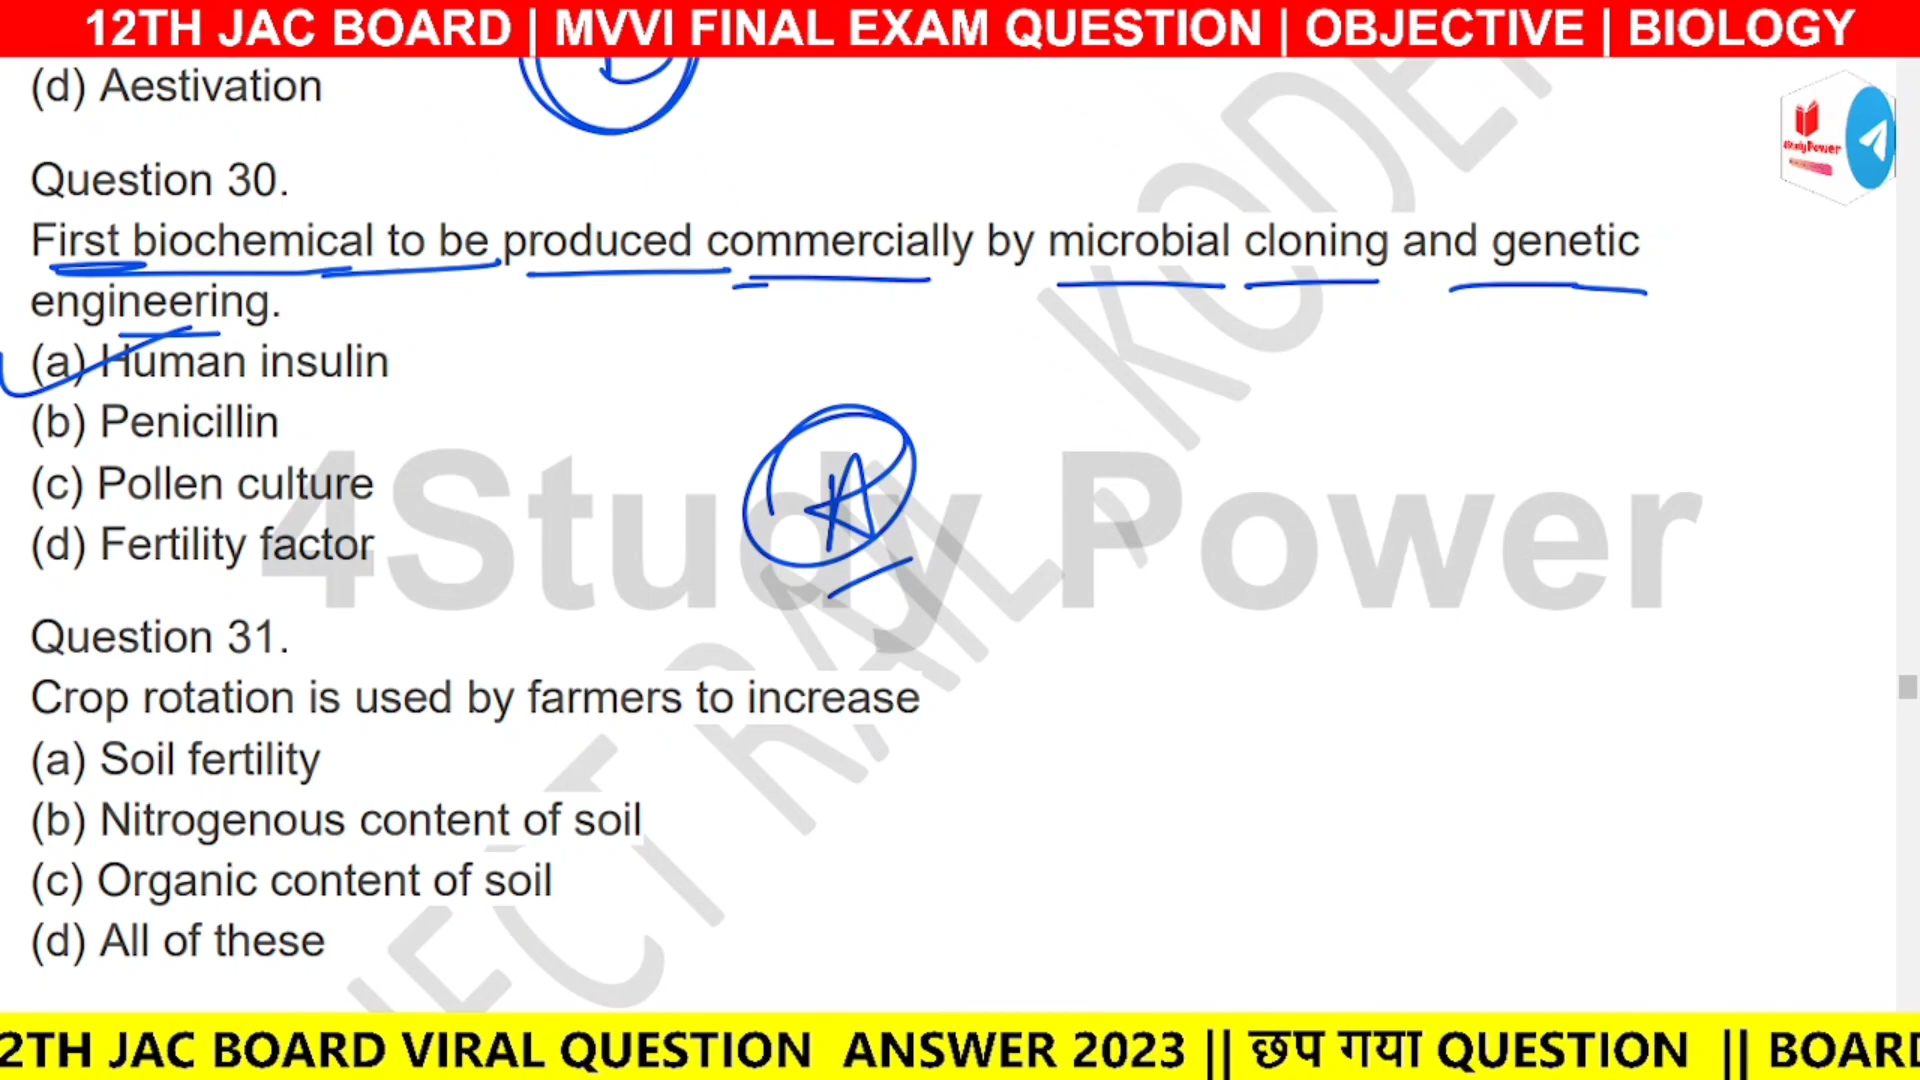 12TH JAC BOARD | MVVI FINAL EXAM QUESTION | OBJECTIVE | BIOLOGY
(d) Aestivation
4Study Power
Question 30.
First biochemical to be produced commercially by microbial cloning and genetic
engineering.
(a) Human insulin
(b) Penicillin
(c) Pollen culture
(d) Fertility factor
A
4Study Power
Question 31.
Crop rotation is used by farmers to increase
(a) Soil fertility
(b) Nitrogenous content of soil
(c) Organic content of soil
(d) All of these
2TH JAC BOARD VIRAL QUESTION ANSWER 2023 || छप गया QUESTION || BOARD